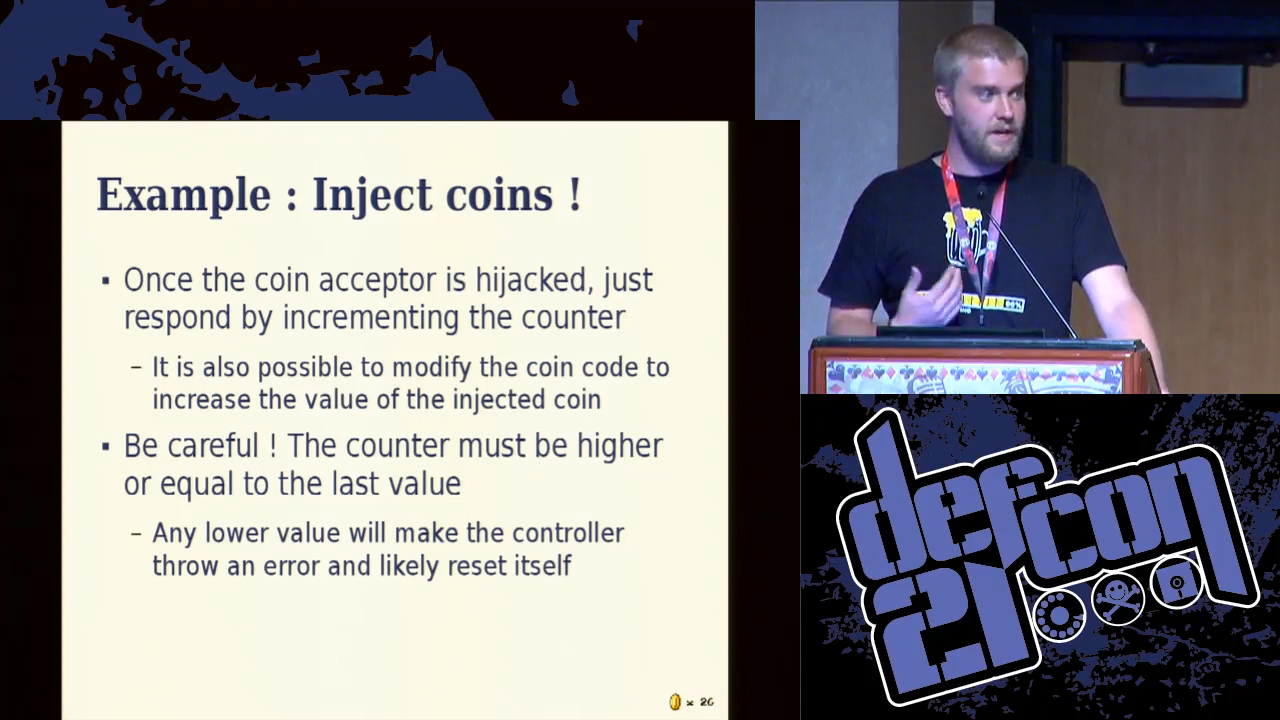 Example : Inject coins !
▪ Once the coin acceptor is hijacked, just
respond by incrementing the counter
– It is also possible to modify the coin code to
increase the value of the injected coin
▪ Be careful ! The counter must be higher
or equal to the last value
– Any lower value will make the controller
throw an error and likely reset itself
× 26
defcon
21